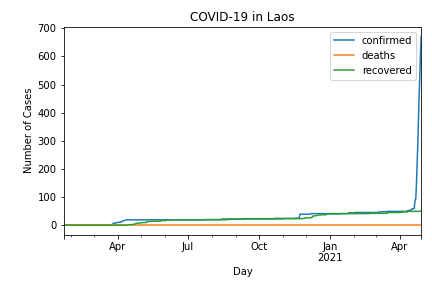 COVID-19 in Laos
confirmed
deaths
recovered
Number of Cases
700
600
500
400
300
200
100
0
Apr
Jul
Oct
Jan
2021
Apr
Day